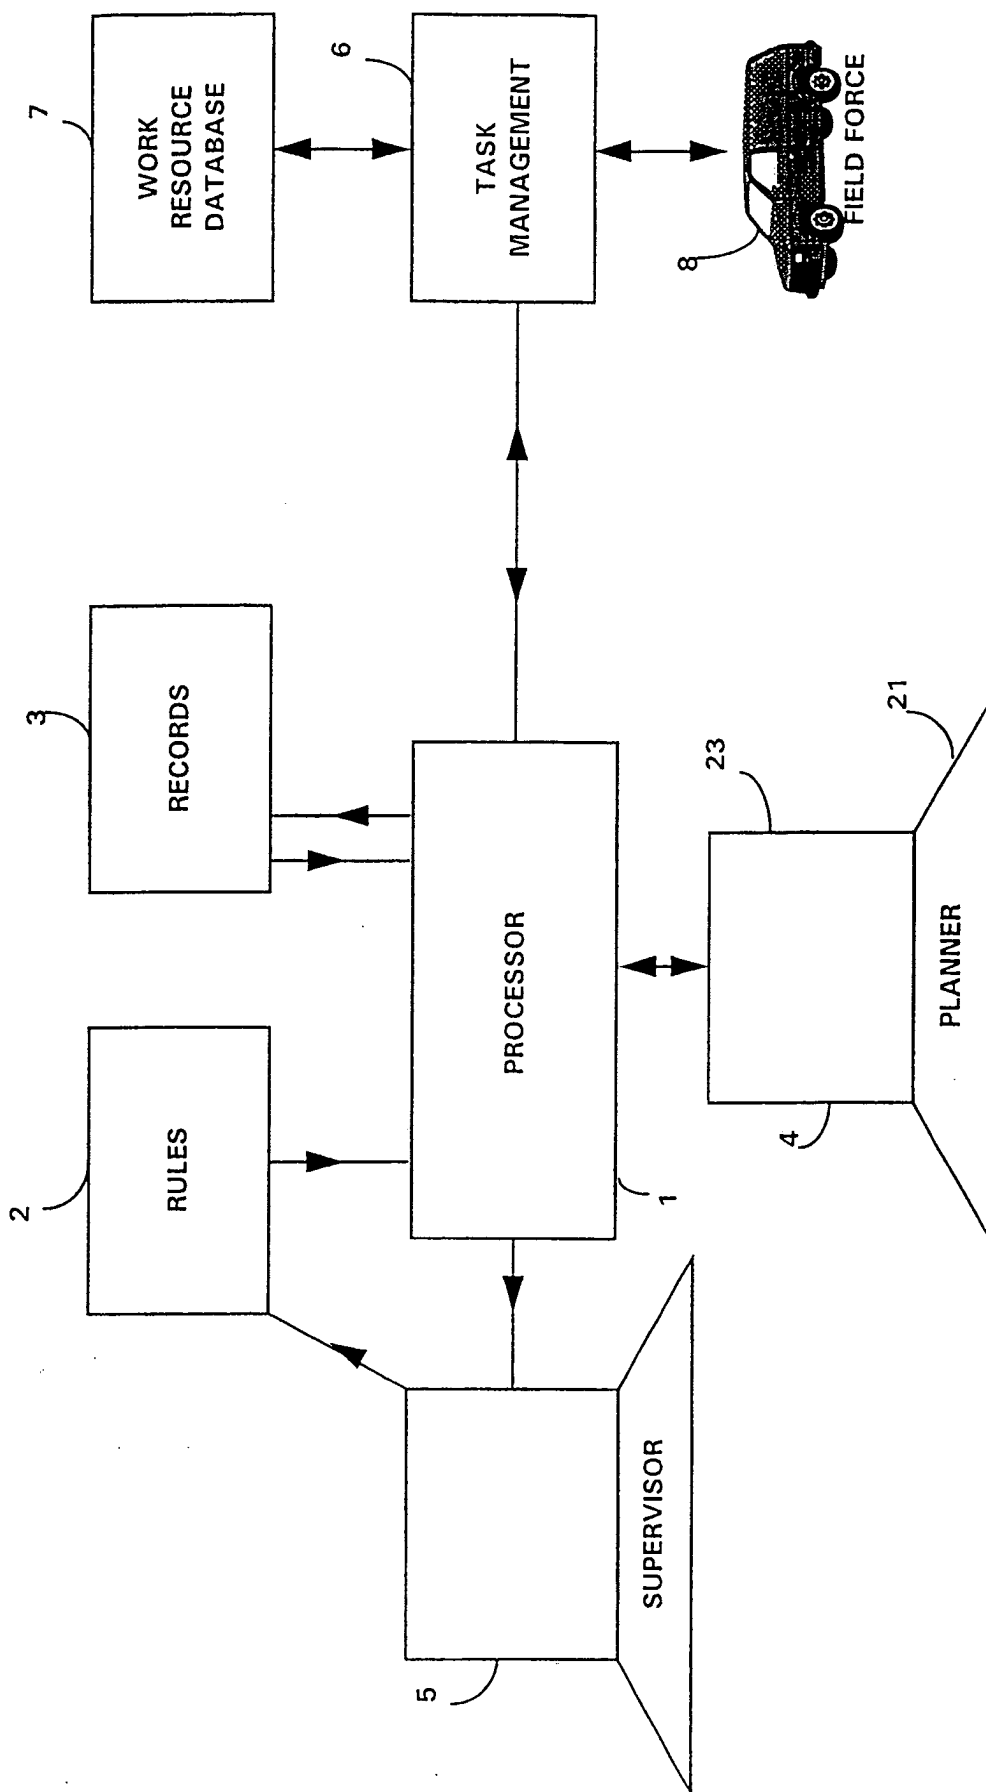 7
WORK
RESOURCE
DATABASE
6
TASK
MANAGEMENT
8
FIELD FORCE
3
RECORDS
2
RULES
PROCESSOR
1
23
21
4
PLANNER
5
SUPERVISOR